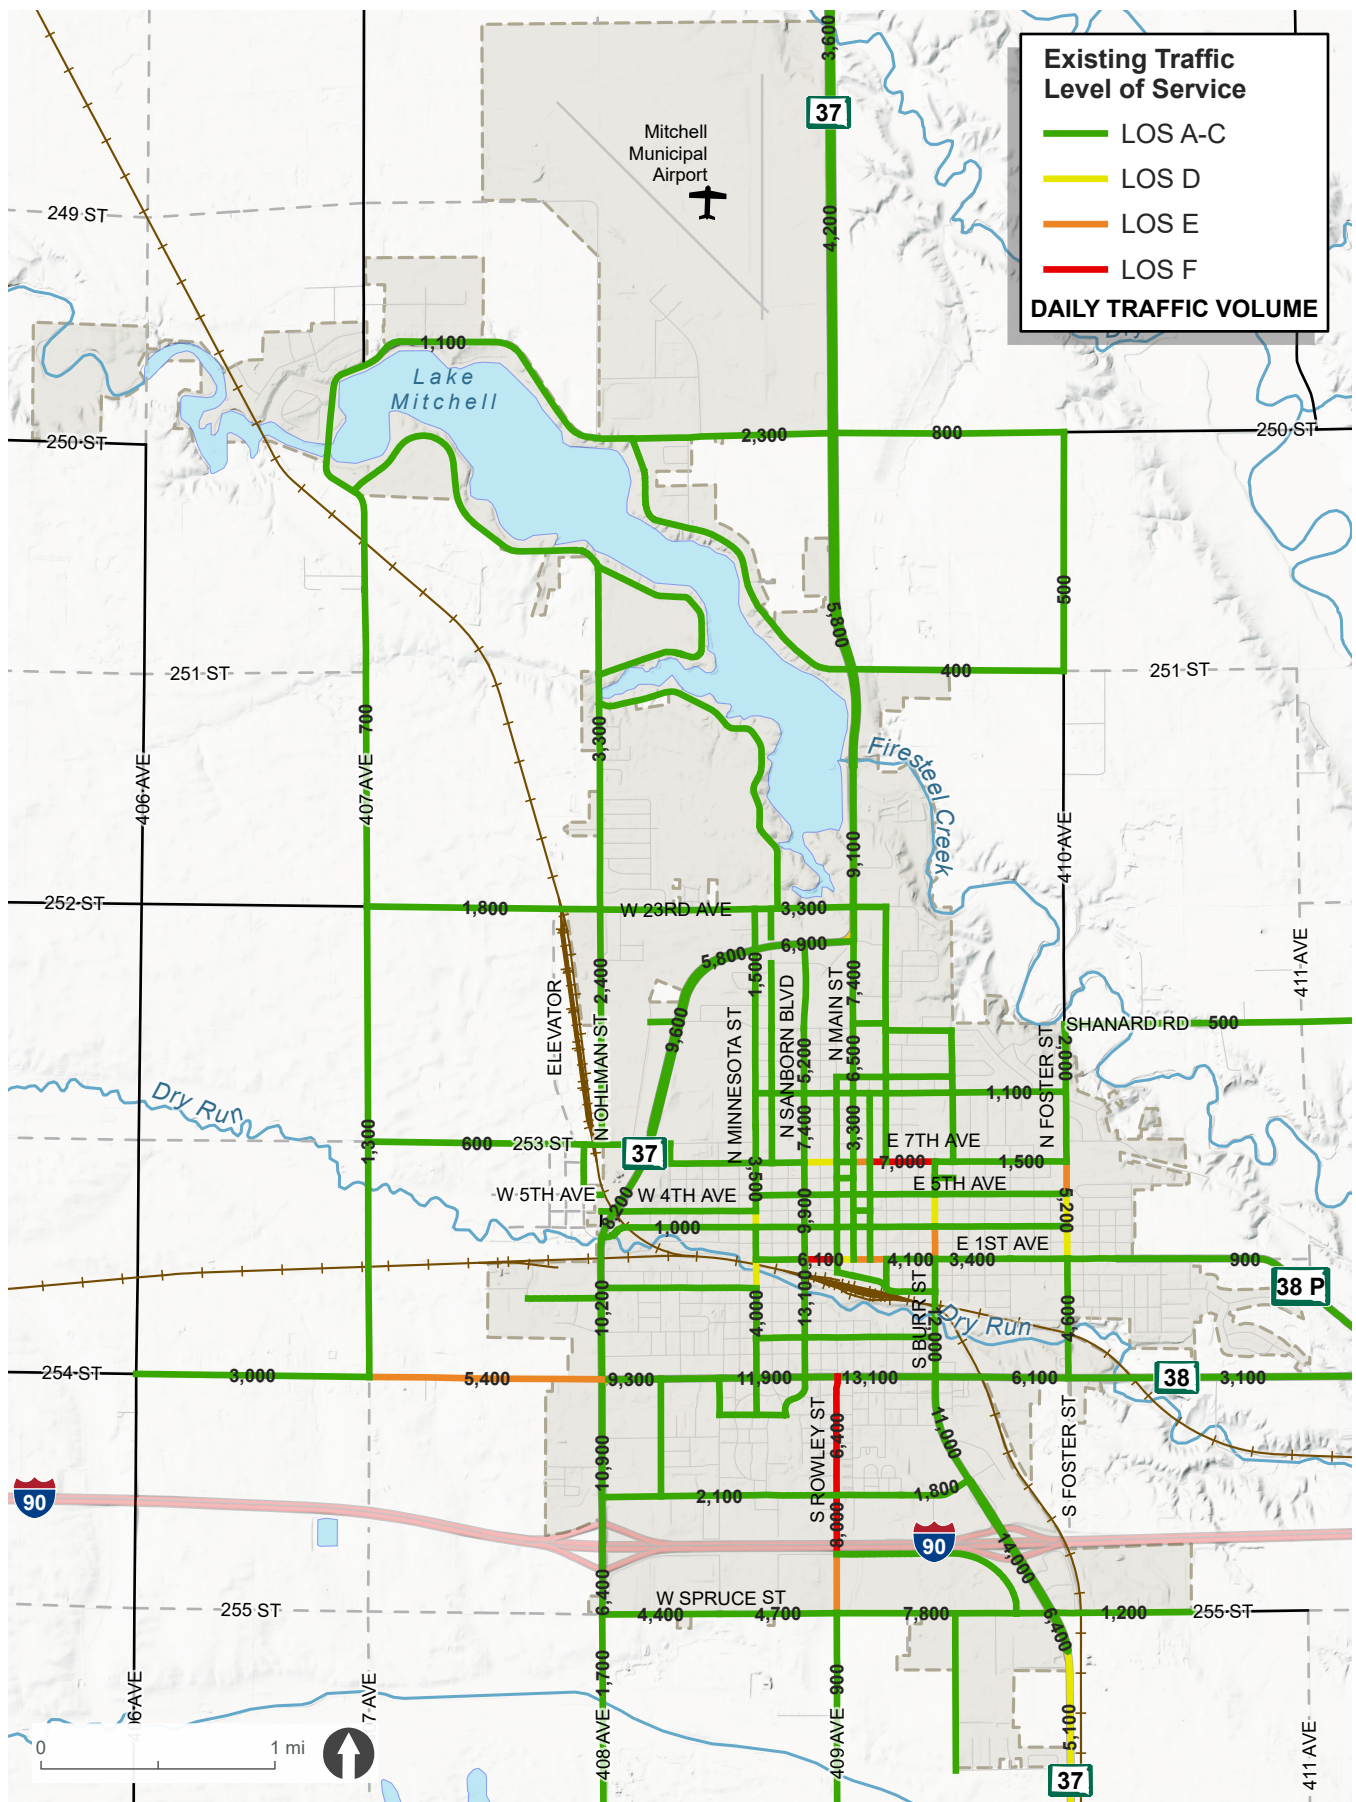 3,600
Existing Traffic
Level of Service
LOS A-C
LOS D
LOS E
LOS F
DAILY TRAFFIC VOLUME
37
Mitchell
Municipal
Airport
249 ST
4,200
1,100
Lake
Mitchell
250 ST
2,300
800
250 ST
500
5,800
251 ST
400
251 ST
700
3,300
Firesteel Creek
406 AVE
407 AVE
410 AVE
9,100
252 ST
1,800
W 23RD AVE
3,300
6,900
5,800
1,500
2,400
7,400
411 AVE
ELEVATOR
N OHLMAN ST
9,600
N MINNESOTA ST
N SANBORN BLVD
N MAIN ST
5,200
6,500
N FOSTER ST
2,000
SHANARD RD
500
Dry Run
1,100
1,300
600
253 ST
37
7,400
3,300
E 7TH AVE
7,000
1,500
3,500
W 5TH AVE
W 4TH AVE
E 5TH AVE
8,200
1,000
6,900
5,200
E 1ST AVE
6,100
4,100
3,400
900
38 P
10,200
4,000
13,100
S BURR ST
12,000
Dry Run
4,600
254 ST
3,000
5,400
9,300
11,900
13,100
6,100
38
3,100
10,900
S ROWLEY ST
6,400
11,000
S FOSTER ST
90
2,100
1,800
8,000
90
14,000
6,400
W SPRUCE ST
255 ST
4,400
4,700
7,800
6,400
1,200
255 ST
1,700
900
5,100
408 AVE
409 AVE
411 AVE
0
1 mi
37